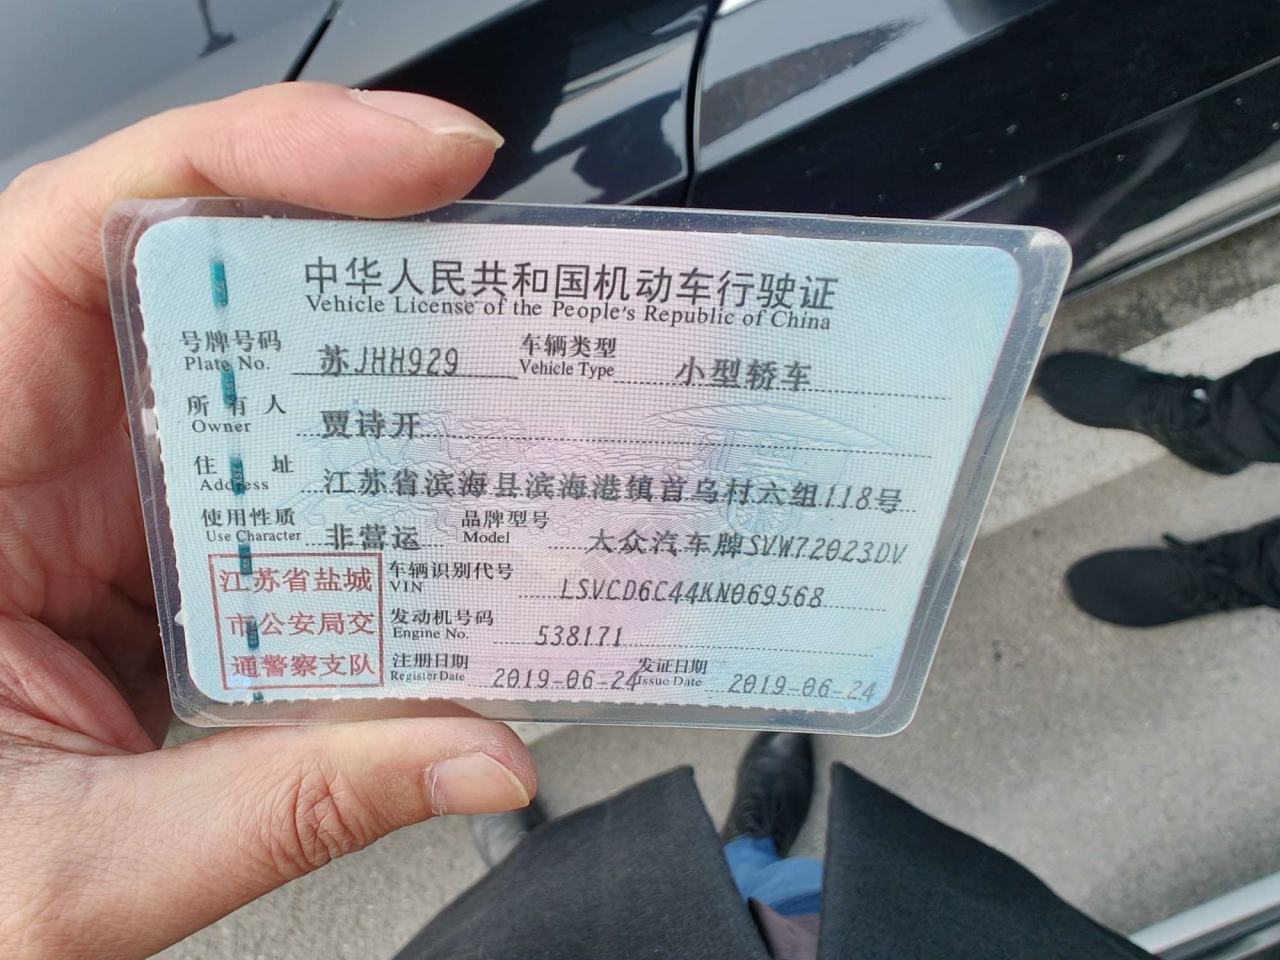 中华人民共和国机动车行驶证
Vehicle License of the People's Republic of China
号牌号码 苏JHH929 车辆类型 小型轿车
Plate No. Vehicle Type
所有人 贾诗开
Owner
住址 江苏省滨海县滨海港镇首乌村六组118号
Address
使用性质 非营运 品牌型号 大众汽车牌SVW72023DV
Use Character Model
江苏省盐城 车辆识别代号 LSVCD6C44KN069568
VIN
市公安局交 发动机号码 538171
Engine No.
通警察支队 注册日期 2019-06-24 发证日期 2019-06-24
Register Date Issue Date